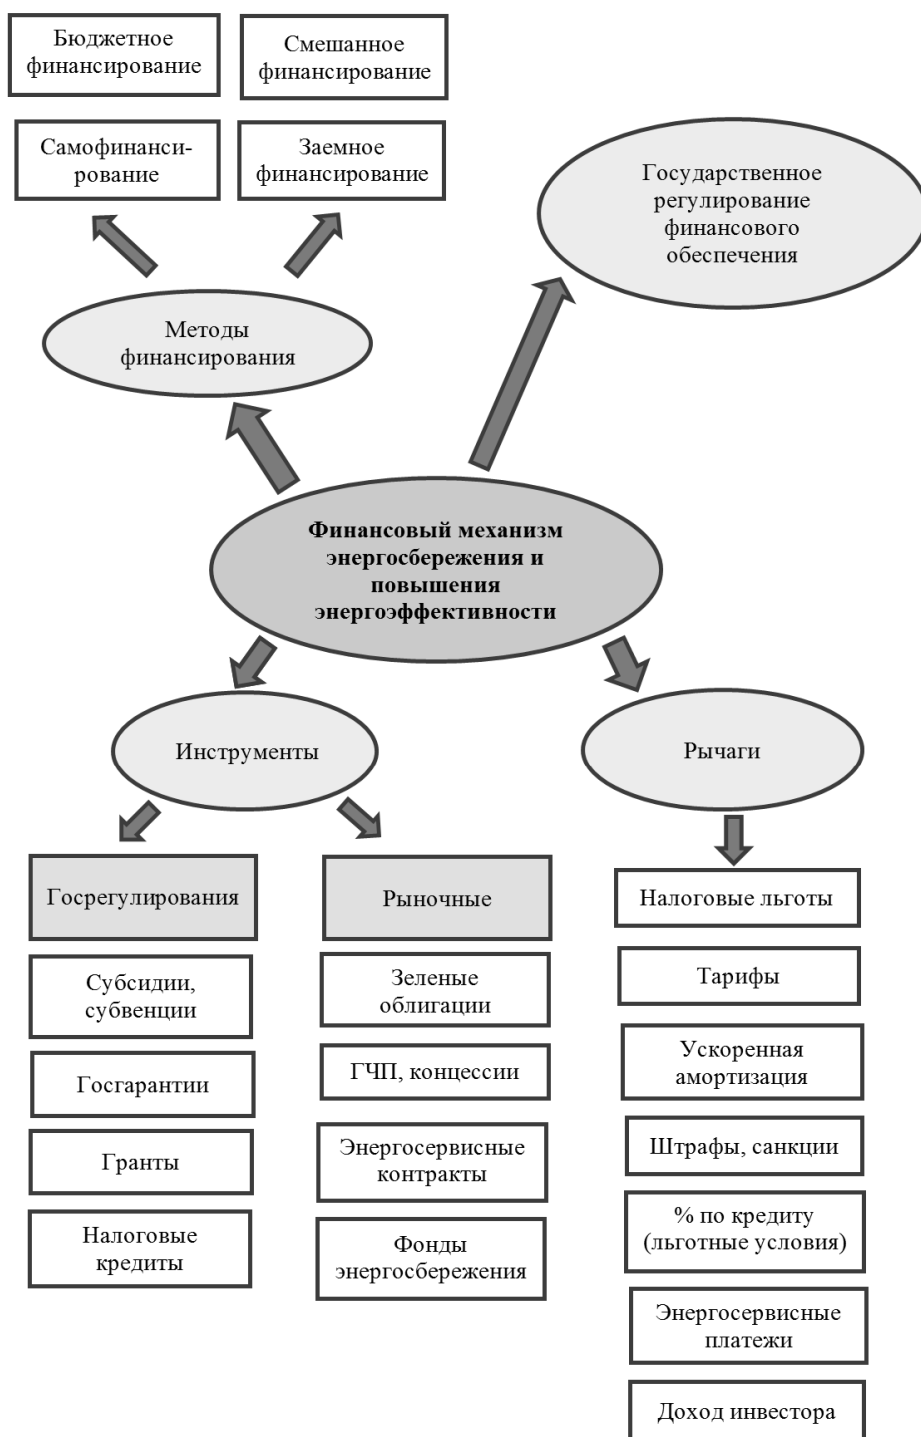 Бюджетное
финансирование
Смешанное
финансирование
Самофинанси-
рование
Заемное
финансирование
Государственное
регулирование
финансового
обеспечения
Методы
финансирования
Финансовый механизм
энергосбережения и
повышения
энергоэффективности
Инструменты
Рычаги
Госрегулирования
Субсидии,
субвенции
Госгарантии
Гранты
Налоговые
кредиты
Рыночные
Зеленые
облигации
ГЧП, концессии
Энергосервисные
контракты
Фонды
энергосбережения
Налоговые льготы
Тарифы
Ускоренная
амортизация
Штрафы, санкции
% по кредиту
(льготные условия)
Энергосервисные
платежи
Доход инвестора